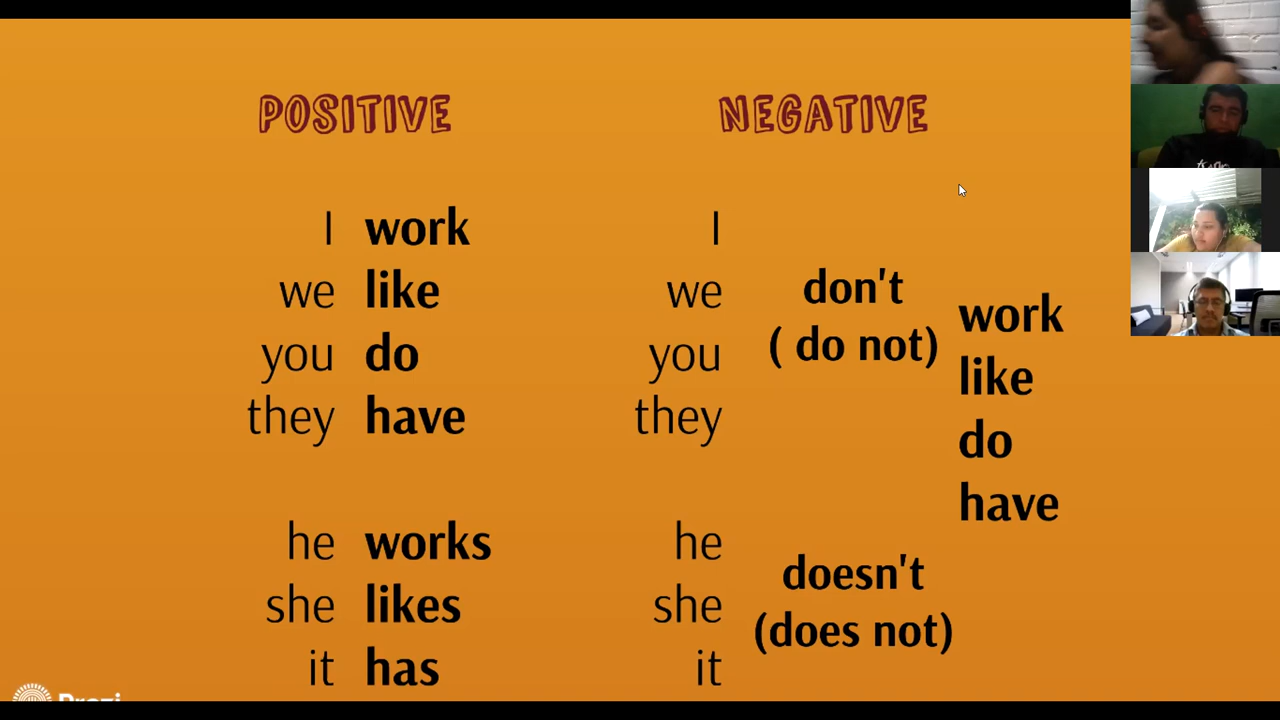 POSITIVE
NEGATIVE
I work
we like
you do
they have
he works
she likes
it has
I
we
you
they
don't
( do not)
he
she
it
doesn't
(does not)
work
like
do
have
Prezi